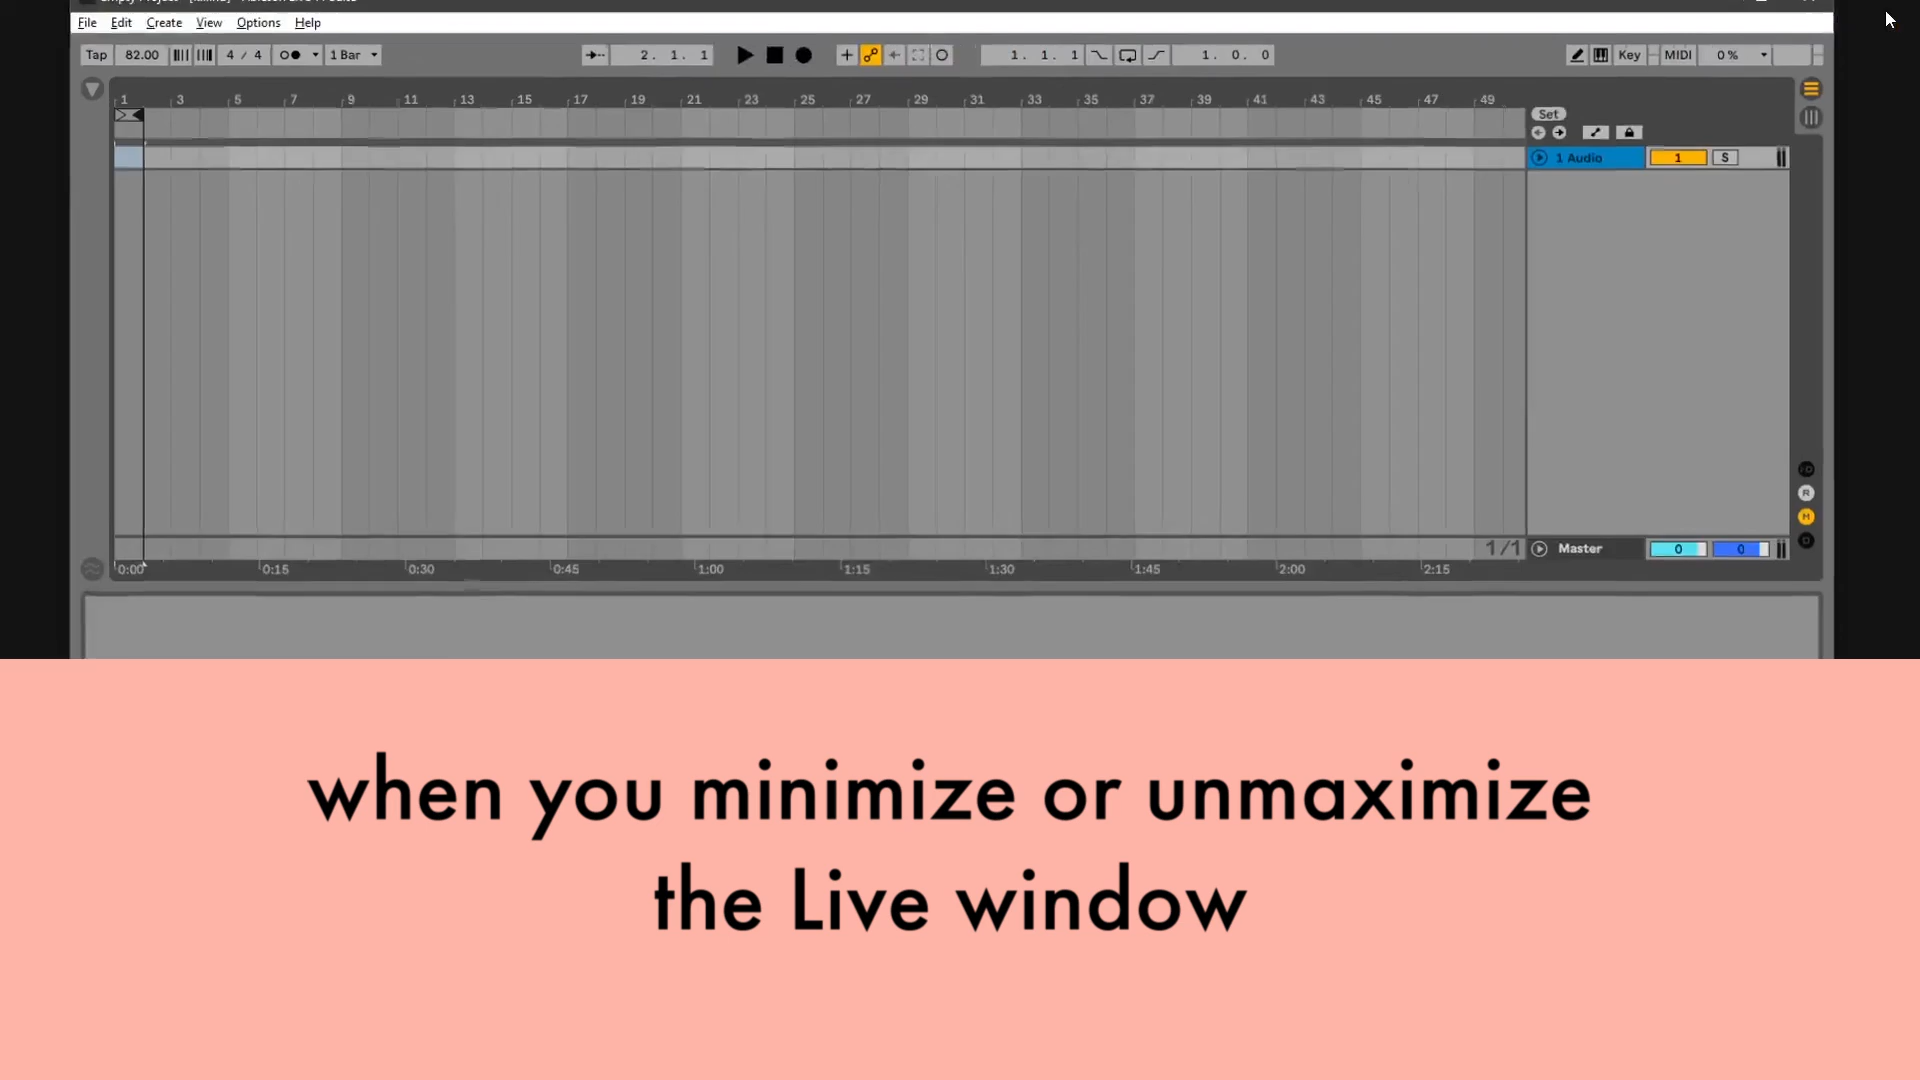 File Edit Create View Options Help
Tap 82.00 4 / 4 1 Bar 2. 1. 1 1. 1. 1 1. 0. 0 Key MIDI 0 %
1 3 5 7 9 11 13 15 17 19 21 23 25 27 29 31 33 35 37 39 41 43 45 47 49
Set
1 Audio 1 S
R
M
1/1 Master 0 0
0:00 0:15 0:30 0:45 1:00 1:15 1:30 1:45 2:00 2:15
when you minimize or unmaximize
the Live window